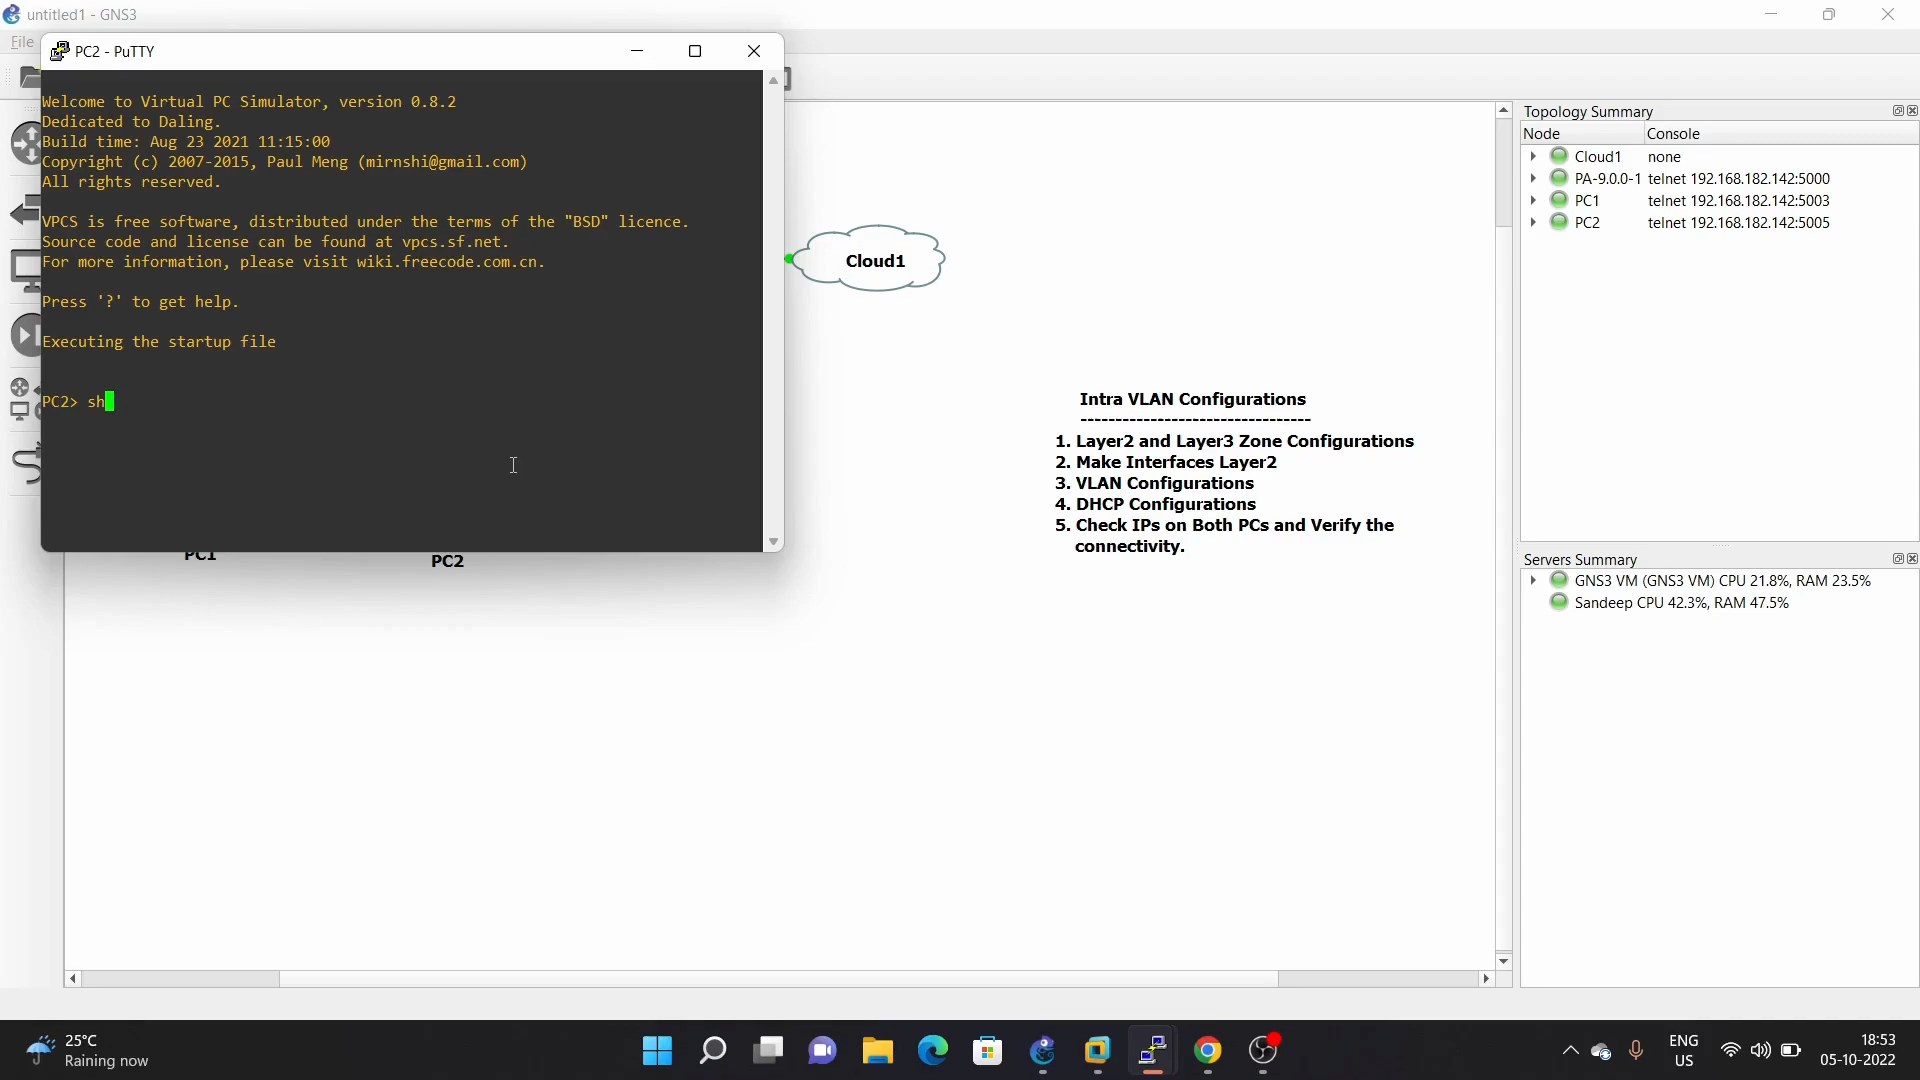 untitled1 - GNS3
File
PC2 - PuTTY
Welcome to Virtual PC Simulator, version 0.8.2
Dedicated to Daling.
Build time: Aug 23 2021 11:15:00
Copyright (c) 2007-2015, Paul Meng (mirnshi@gmail.com)
All rights reserved.
VPCS is free software, distributed under the terms of the "BSD" licence.
Source code and license can be found at vpcs.sf.net.
For more information, please visit wiki.freecode.com.cn.
Press '?' to get help.
Executing the startup file
PC2> sh
Cloud1
PC1
PC2
Intra VLAN Configurations
---------------------------------
1. Layer2 and Layer3 Zone Configurations
2. Make Interfaces Layer2
3. VLAN Configurations
4. DHCP Configurations
5. Check IPs on Both PCs and Verify the
connectivity.
Topology Summary
Node Console
Cloud1 none
PA-9.0.0-1 telnet 192.168.182.142:5000
PC1 telnet 192.168.182.142:5003
PC2 telnet 192.168.182.142:5005
Servers Summary
GNS3 VM (GNS3 VM) CPU 21.8%, RAM 23.5%
Sandeep CPU 42.3%, RAM 47.5%
25°C
Raining now
ENG
US
18:53
05-10-2022